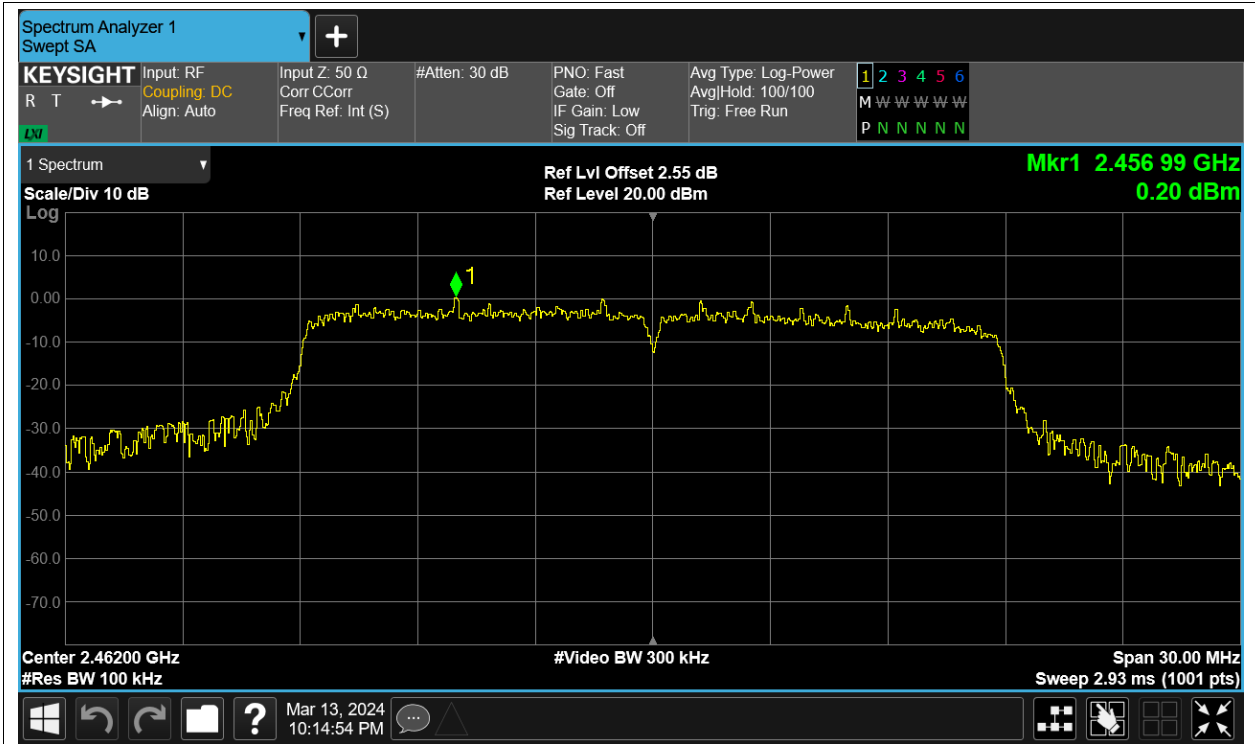 Spectrum Analyzer 1
Swept SA
KEYSIGHT
R T
LXI
Input: RF
Coupling: DC
Align: Auto
Input Z: 50 Ω
Corr CCorr
Freq Ref: Int (S)
#Atten: 30 dB
PNO: Fast
Gate: Off
IF Gain: Low
Sig Track: Off
Avg Type: Log-Power
Avg|Hold: 100/100
Trig: Free Run
1 2 3 4 5 6
M W W W W W
P N N N N N
1 Spectrum
Scale/Div 10 dB
Log
Ref Lvl Offset 2.55 dB
Ref Level 20.00 dBm
Mkr1 2.456 99 GHz
0.20 dBm
10.0
0.00
-10.0
-20.0
-30.0
-40.0
-50.0
-60.0
-70.0
1
Center 2.46200 GHz
#Res BW 100 kHz
#Video BW 300 kHz
Span 30.00 MHz
Sweep 2.93 ms (1001 pts)
?
Mar 13, 2024
10:14:54 PM